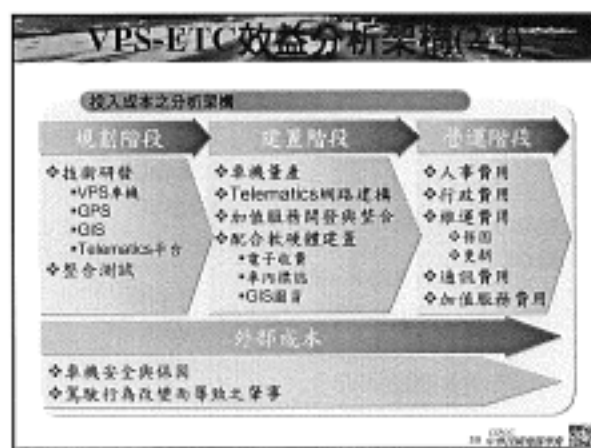 VPS-ETC效益分析架構(2/4)
投入成本之分析架構
規劃階段
❖技術研發
•VPS車機
•GPS
•GIS
•Telematics平台
❖整合測試
建置階段
❖車機量產
❖Telematics網路建構
❖加值服務開發與整合
❖配合軟硬體建置
•電子收費
•車內標誌
•GIS圖資
營運階段
❖人事費用
❖行政費用
❖維運費用
❖保固
❖更新
❖通訊費用
❖加值服務費用
外部成本
❖車機安全與保固
❖駕駛行為改變而導致之肇事